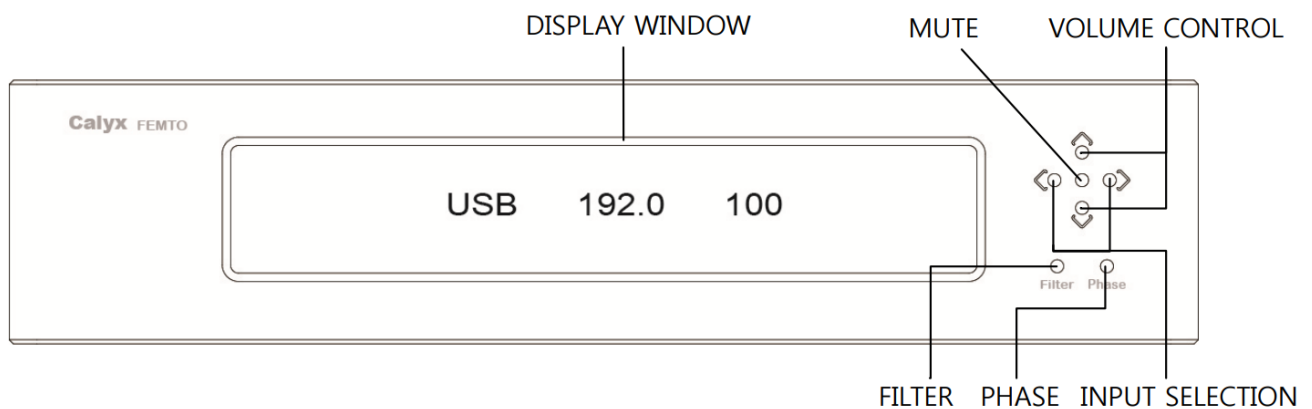 DISPLAY WINDOW MUTE VOLUME CONTROL
Calyx FEMTO
USB 192.0 100
Filter Phase
FILTER PHASE INPUT SELECTION